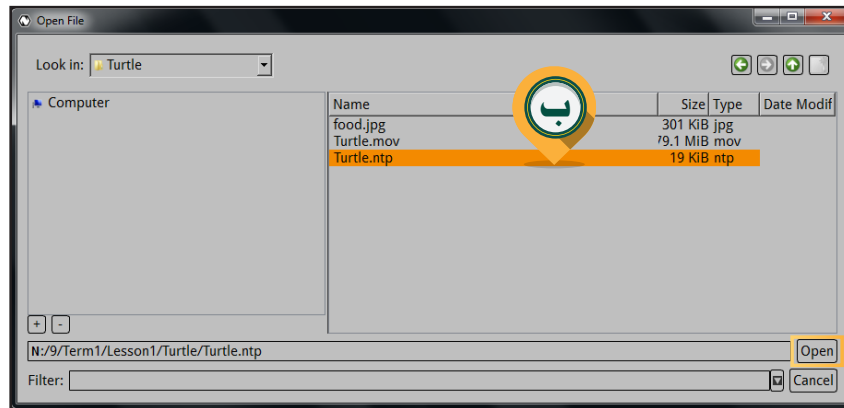 Open File
Look in: Turtle
Computer
Name Size Type Date Modif
food.jpg 301 KiB jpg
Turtle.mov 79.1 MiB mov
Turtle.ntp 19 KiB ntp
ب
+ -
N:/9/Term1/Lesson1/Turtle/Turtle.ntp Open
Filter: Cancel